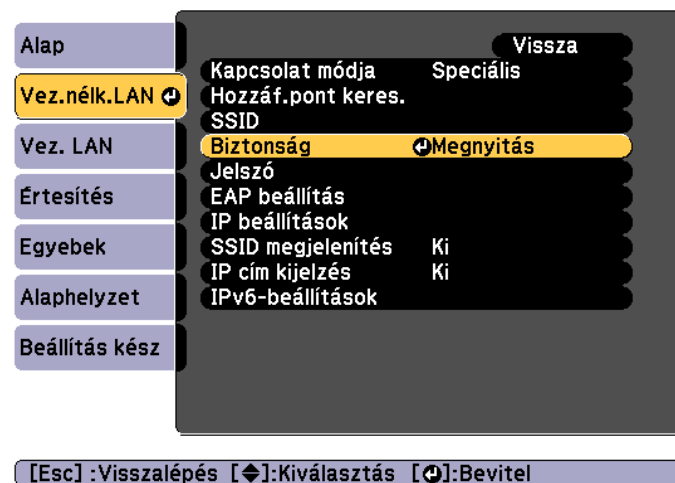 Alap
Vez.nélk.LAN
Vez. LAN
Értesítés
Egyebek
Alaphelyzet
Beállítás kész
Vissza
Kapcsolat módja Speciális
Hozzáf.pont keres.
SSID
Biztonság Megnyitás
Jelszó
EAP beállítás
IP beállítások
SSID megjelenítés Ki
IP cím kijelzés Ki
IPv6-beállítások
[Esc] :Visszalépés [◆]:Kiválasztás [⏎]:Bevitel